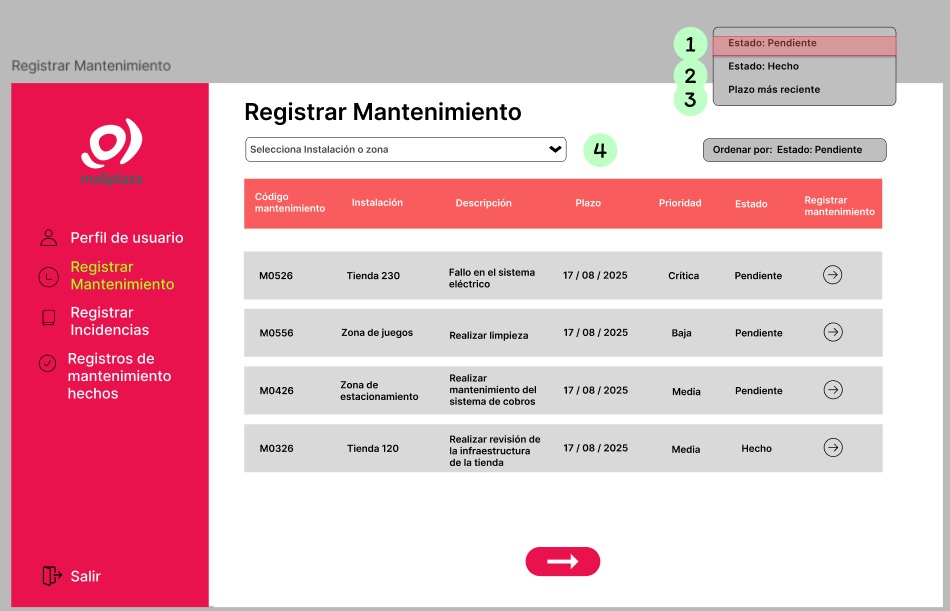 Registrar Mantenimiento
1
Estado: Pendiente
2
Estado: Hecho
3
Plazo más reciente
mallplaza
Perfil de usuario
Registrar
Mantenimiento
Registrar
Incidencias
Registros de
mantenimiento
hechos
Salir
Registrar Mantenimiento
Selecciona Instalación o zona
4
Ordenar por: Estado: Pendiente
Código
mantenimiento
Instalación
Descripción
Plazo
Prioridad
Estado
Registrar
mantenimiento
M0526
Tienda 230
Fallo en el sistema
eléctrico
17 / 08 / 2025
Crítica
Pendiente
M0556
Zona de juegos
Realizar limpieza
17 / 08 / 2025
Baja
Pendiente
M0426
Zona de
estacionamiento
Realizar
mantenimiento del
sistema de cobros
17 / 08 / 2025
Media
Pendiente
M0326
Tienda 120
Realizar revisión de
la infraestructura
de la tienda
17 / 08 / 2025
Media
Hecho